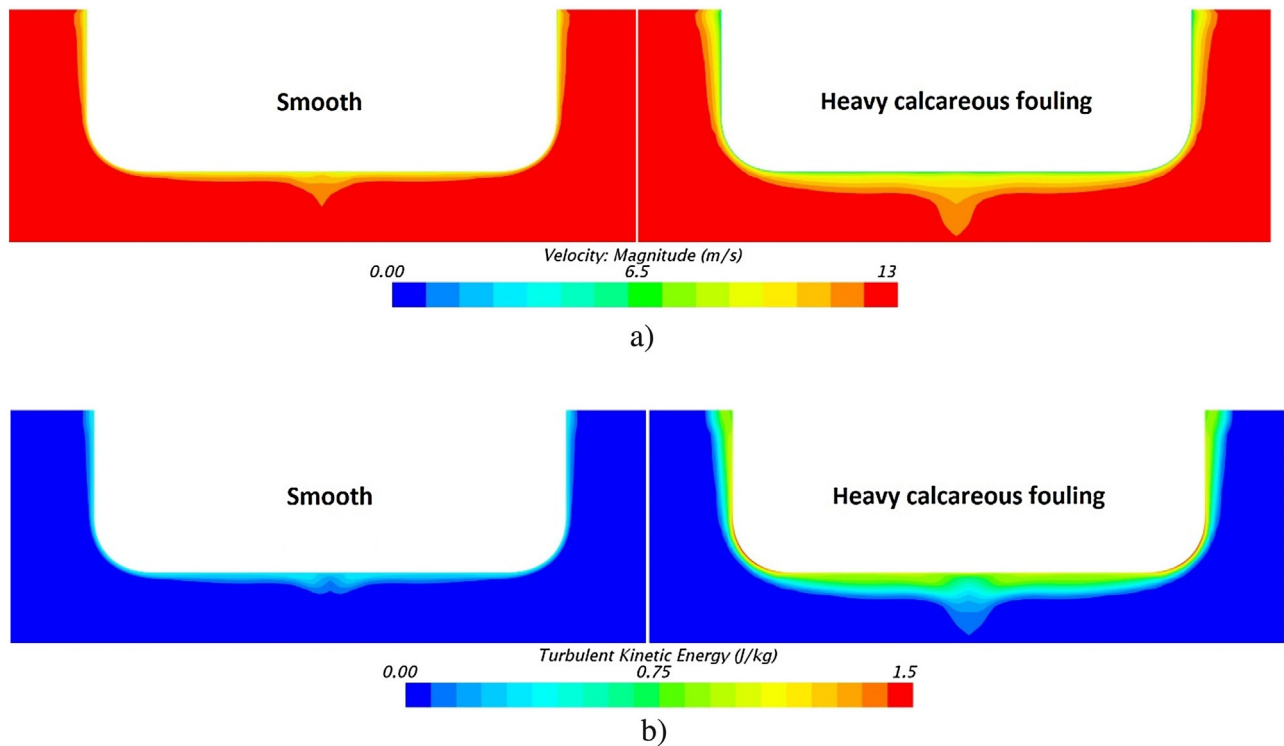 Smooth
Heavy calcareous fouling
Velocity: Magnitude (m/s)
0.00 6.5 13
a)
Smooth
Heavy calcareous fouling
Turbulent Kinetic Energy (J/kg)
0.00 0.75 1.5
b)